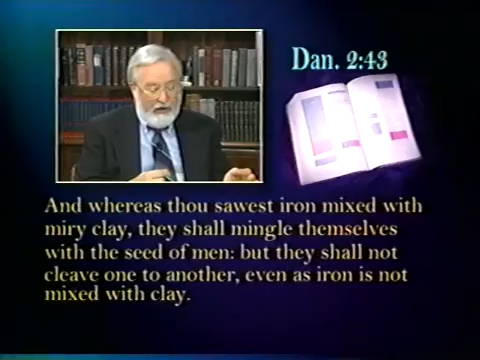 Dan. 2:43
And whereas thou sawest iron mixed with
miry clay, they shall mingle themselves
with the seed of men: but they shall not
cleave one to another, even as iron is not
mixed with clay.